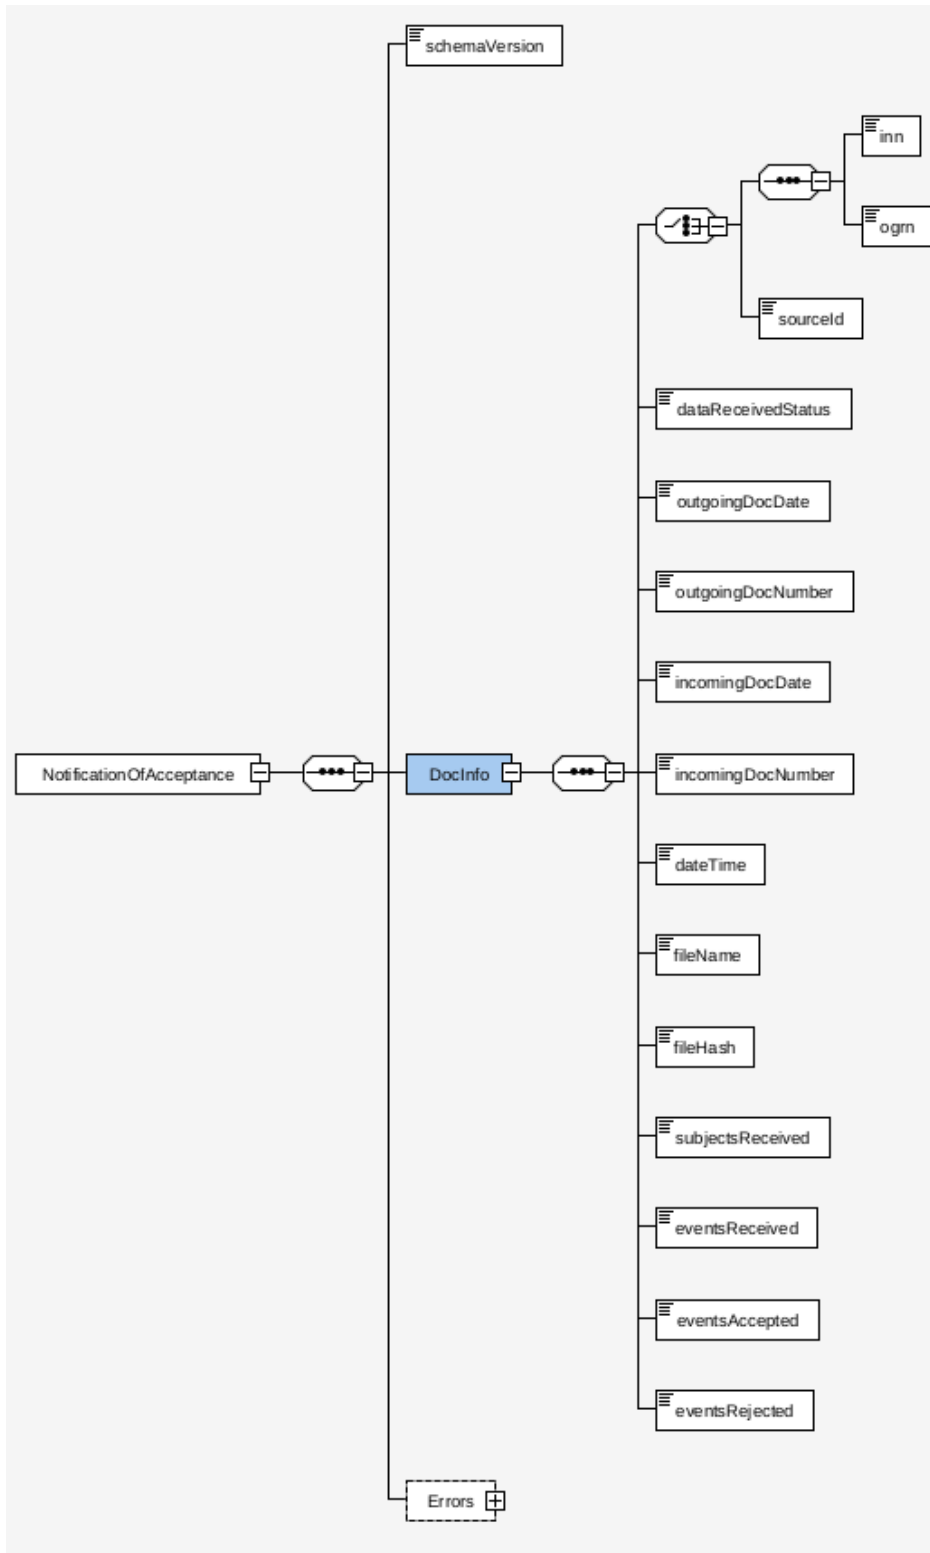 schemaVersion
inn
ogrn
sourceId
dataReceivedStatus
outgoingDocDate
outgoingDocNumber
incomingDocDate
NotificationOfAcceptance
DocInfo
incomingDocNumber
dateTime
fileName
fileHash
subjectsReceived
eventsReceived
eventsAccepted
eventsRejected
Errors